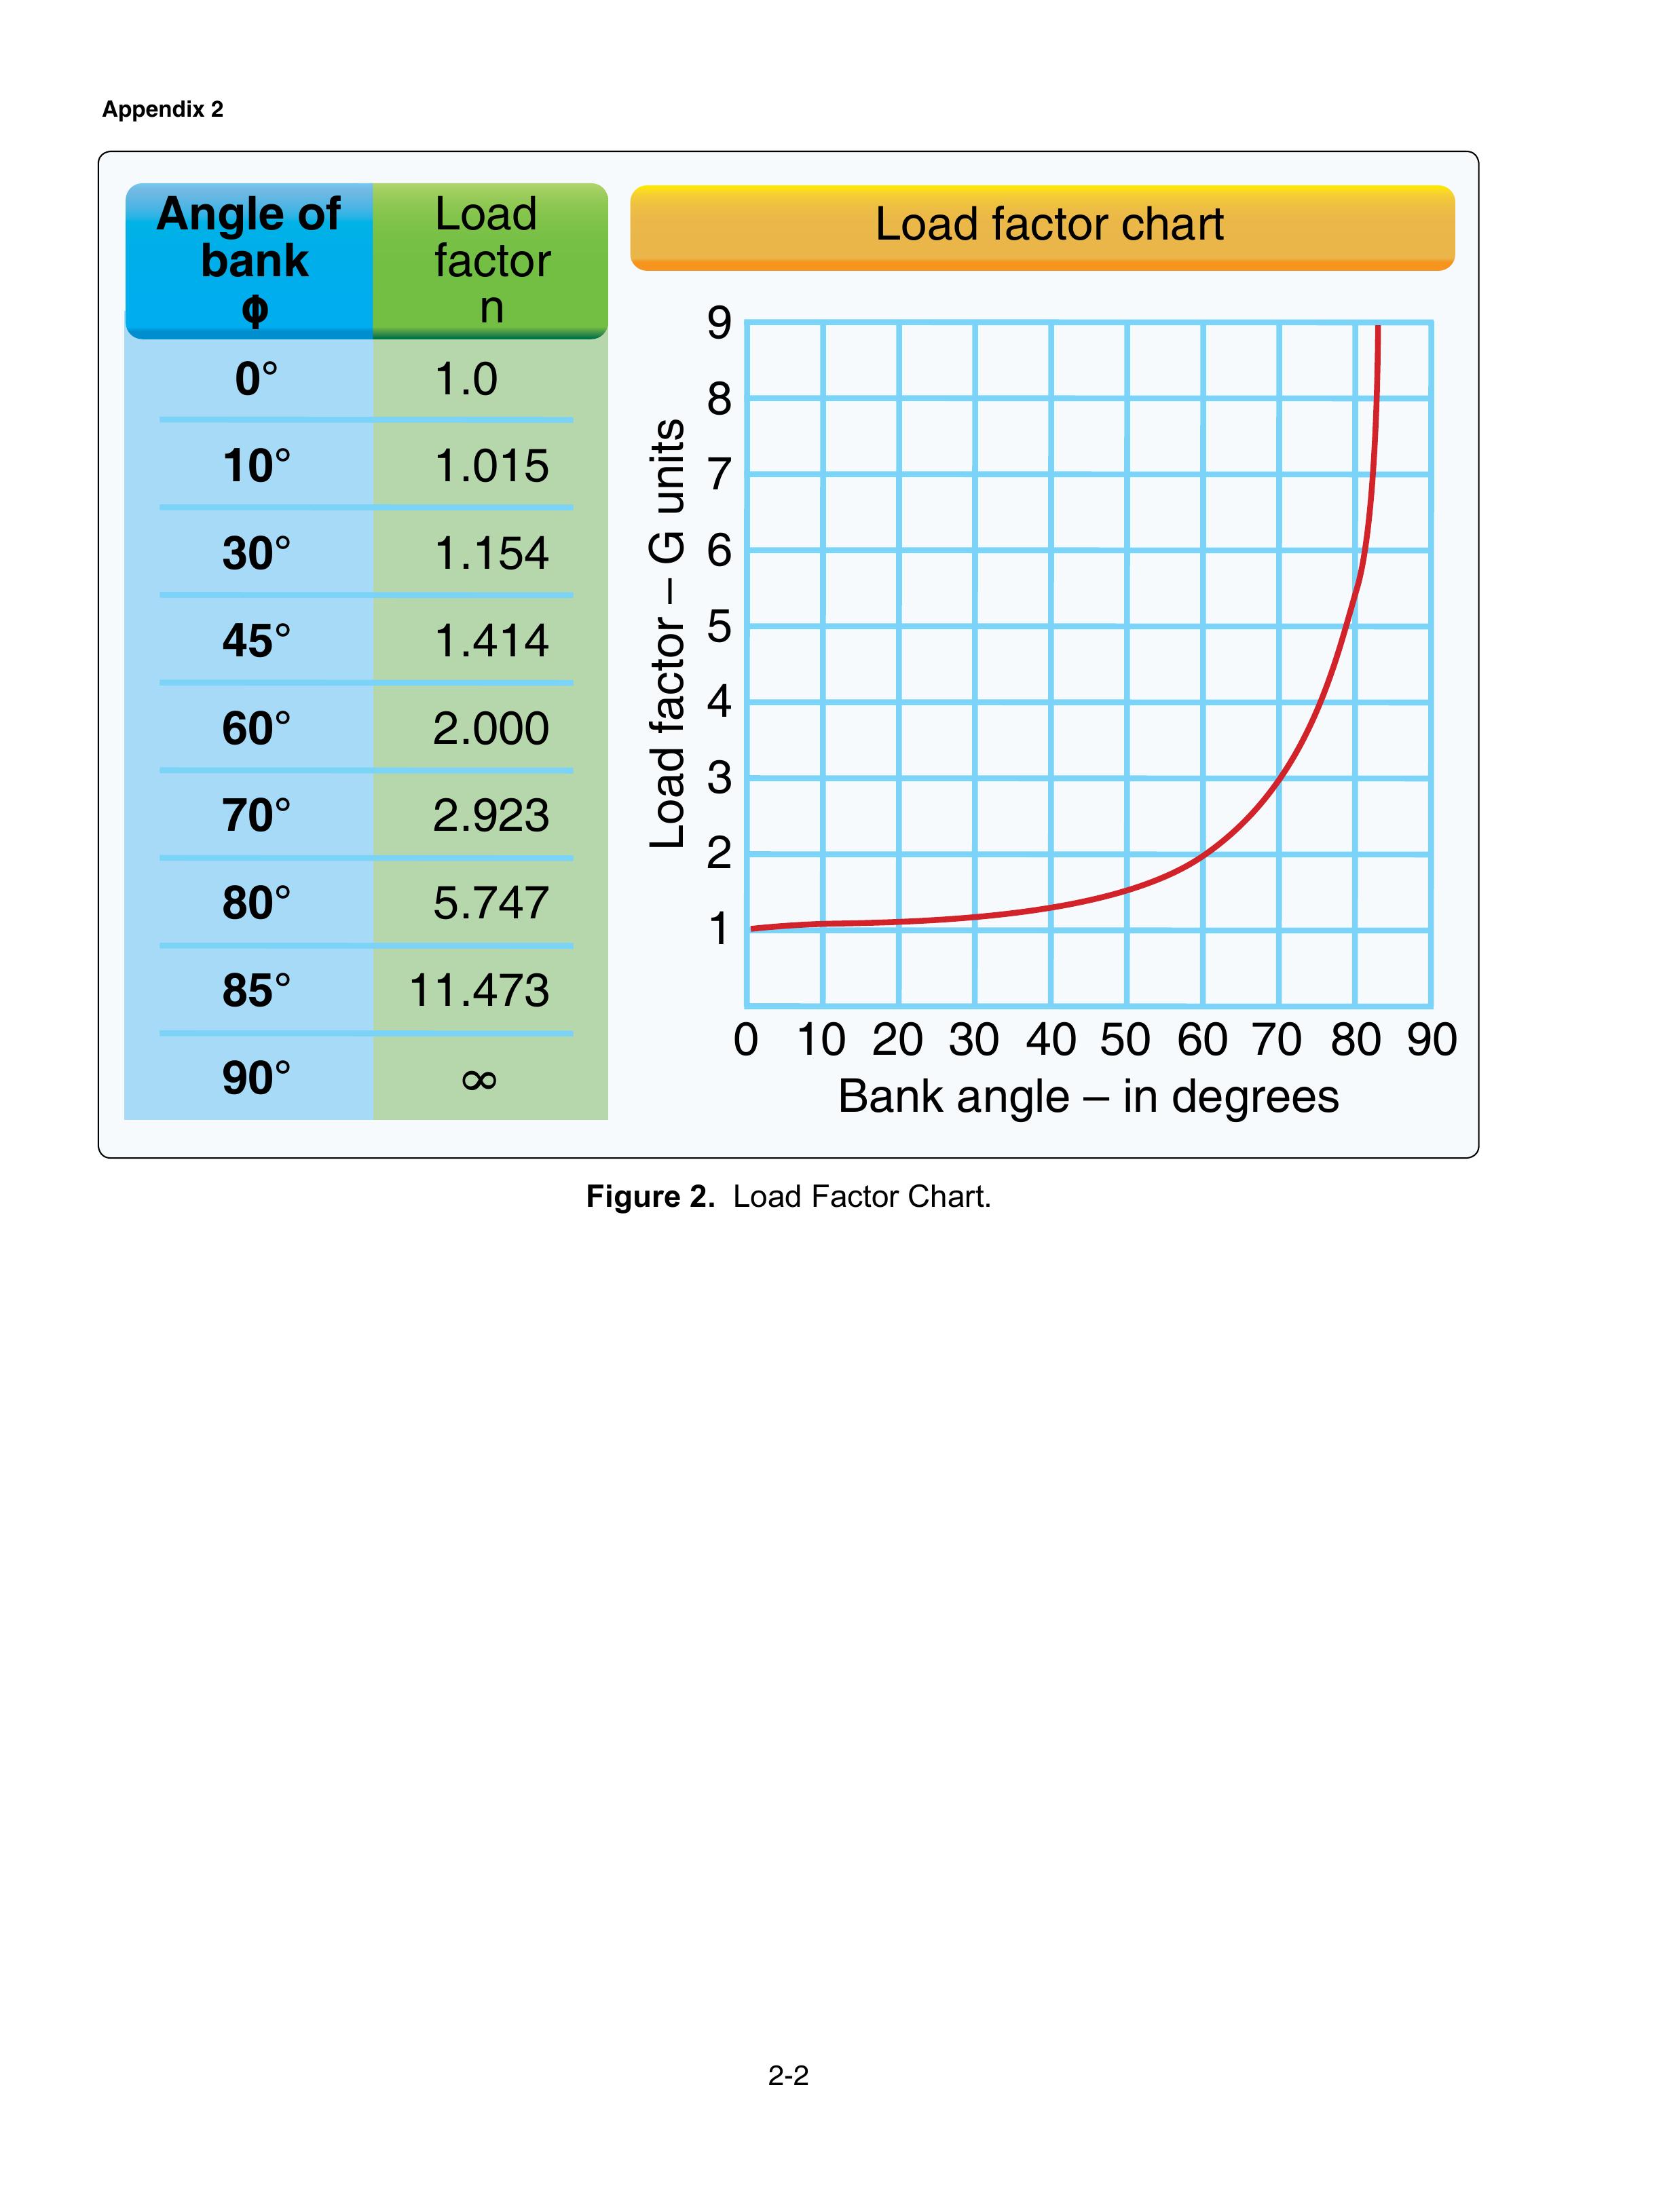 Appendix 2
Angle of
bank
ϕ
Load
factor
n
0° 1.0
10° 1.015
30° 1.154
45° 1.414
60° 2.000
70° 2.923
80° 5.747
85° 11.473
90° ∞
Load factor chart
Load factor – G units
9
8
7
6
5
4
3
2
1
0 10 20 30 40 50 60 70 80 90
Bank angle – in degrees
Figure 2. Load Factor Chart.
2-2